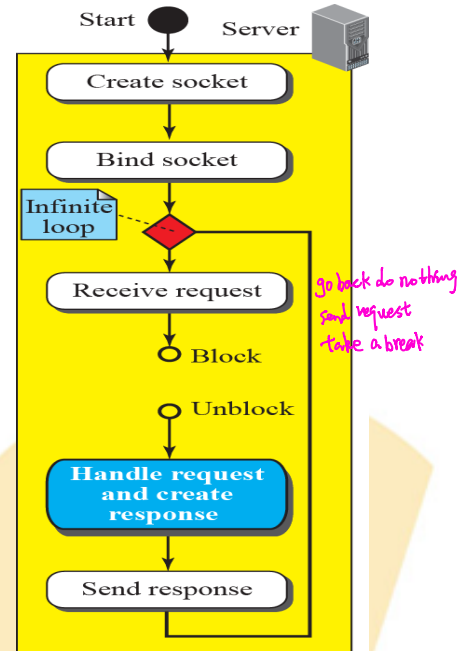 Start
Server
Create socket
Bind socket
Infinite
loop
Receive request
go back do nothing
send request
take a break
Block
Unblock
Handle request
and create
response
Send response